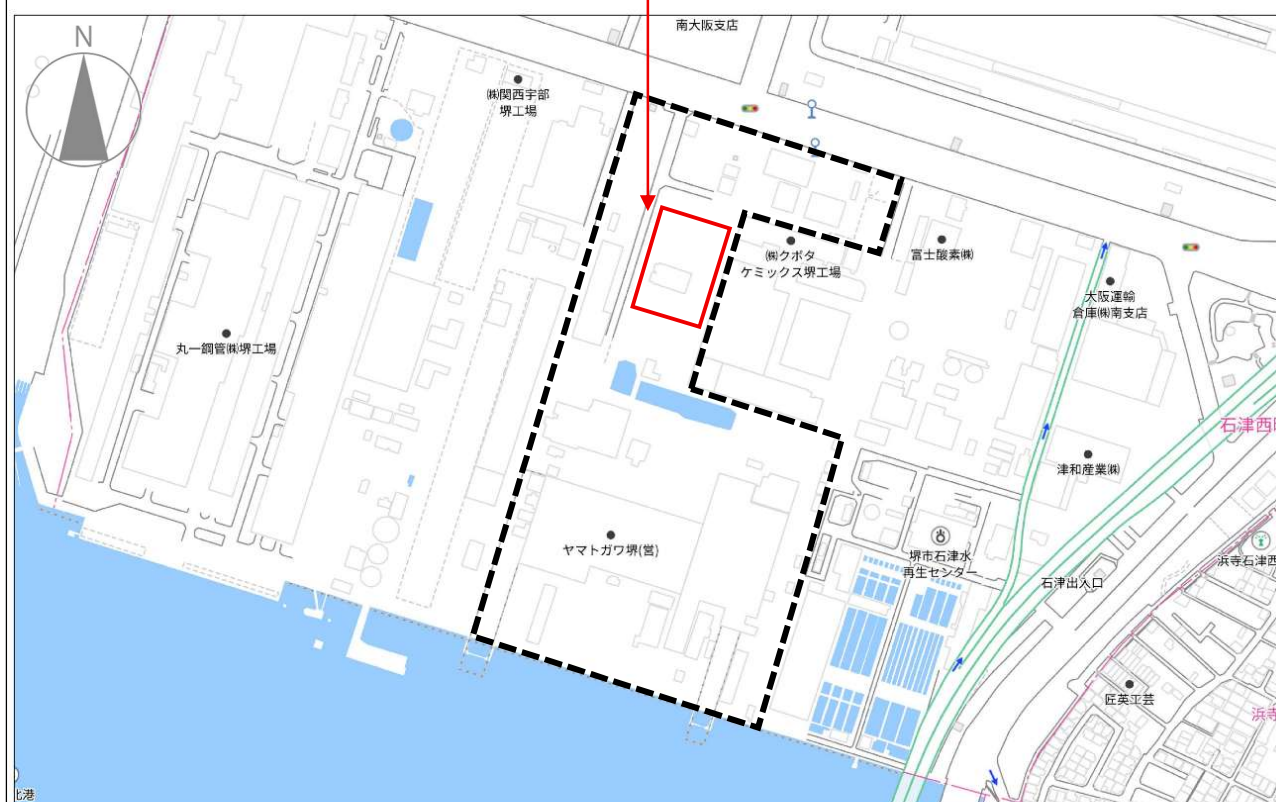 南大阪支店
N
㈱関西宇部
堺工場
㈱クボタ
ケミックス堺工場
富士酸素㈱
大阪運輸
倉庫㈱南支店
丸一鋼管㈱堺工場
石津西町
津和産業㈱
ヤマトガワ堺(営)
堺市石津水
再生センター
石津出入口
浜寺石津西
匠英工芸
浜寺
北港